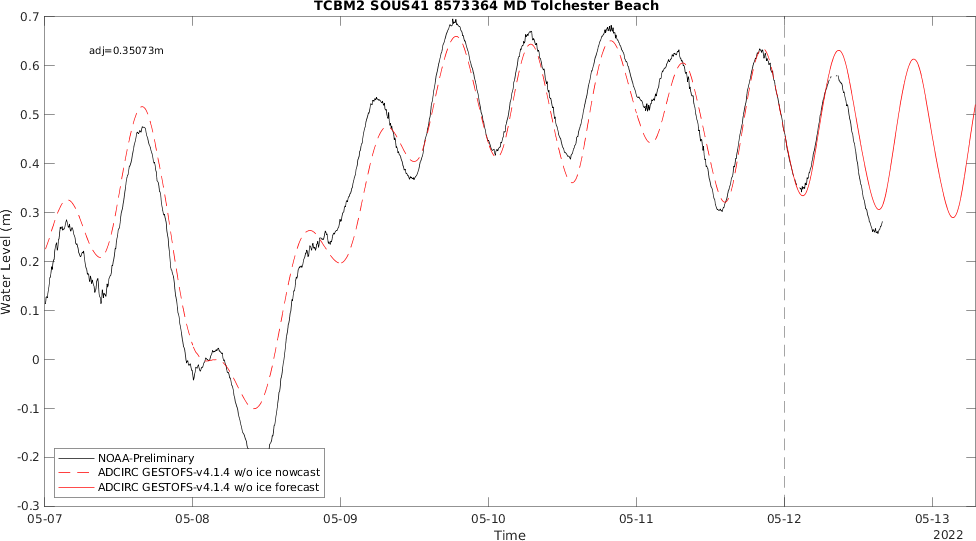 TCBM2 SOUS41 8573364 MD Tolchester Beach
adj=0.35073m
0.7
0.6
0.5
0.4
0.3
0.2
0.1
0
-0.1
-0.2
-0.3
Water Level (m)
NOAA-Preliminary
ADCIRC GESTOFS-v4.1.4 w/o ice nowcast
ADCIRC GESTOFS-v4.1.4 w/o ice forecast
05-07 05-08 05-09 05-10 05-11 05-12 05-13
Time
2022